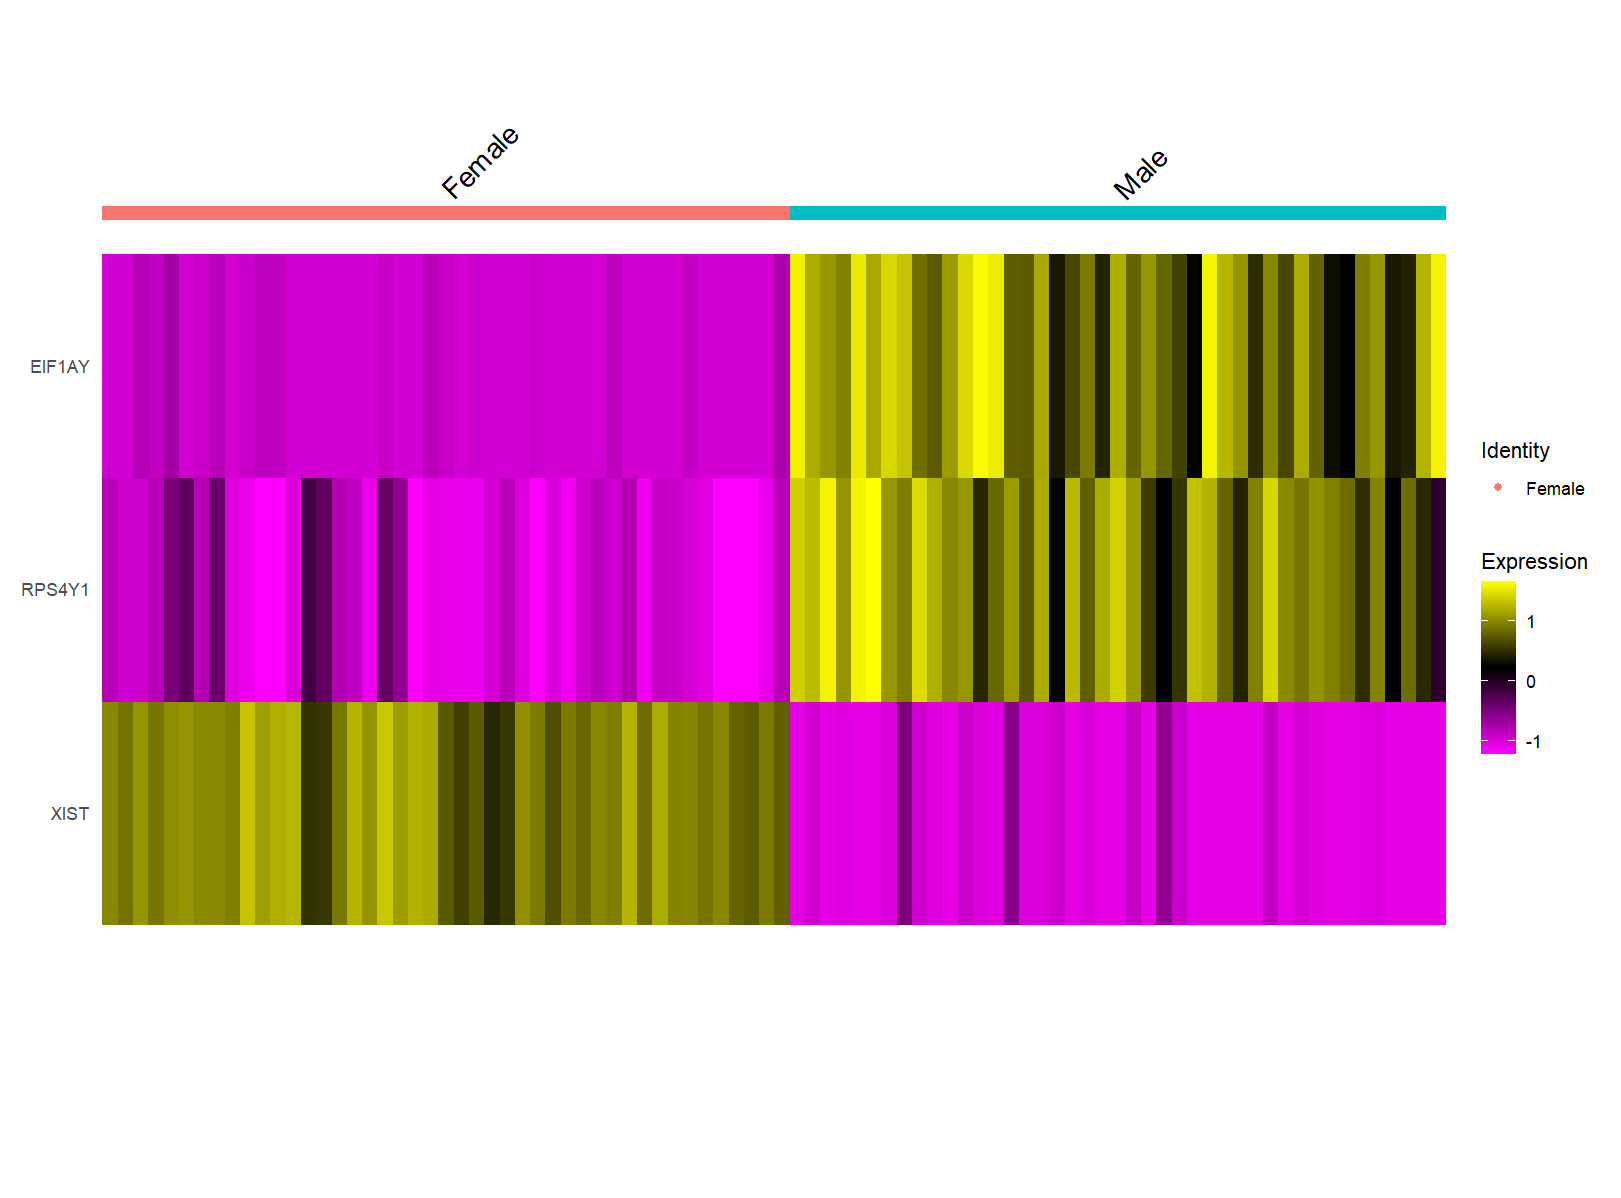 Female
Male
EIF1AY
RPS4Y1
XIST
Identity
Female
Expression
1
0
-1